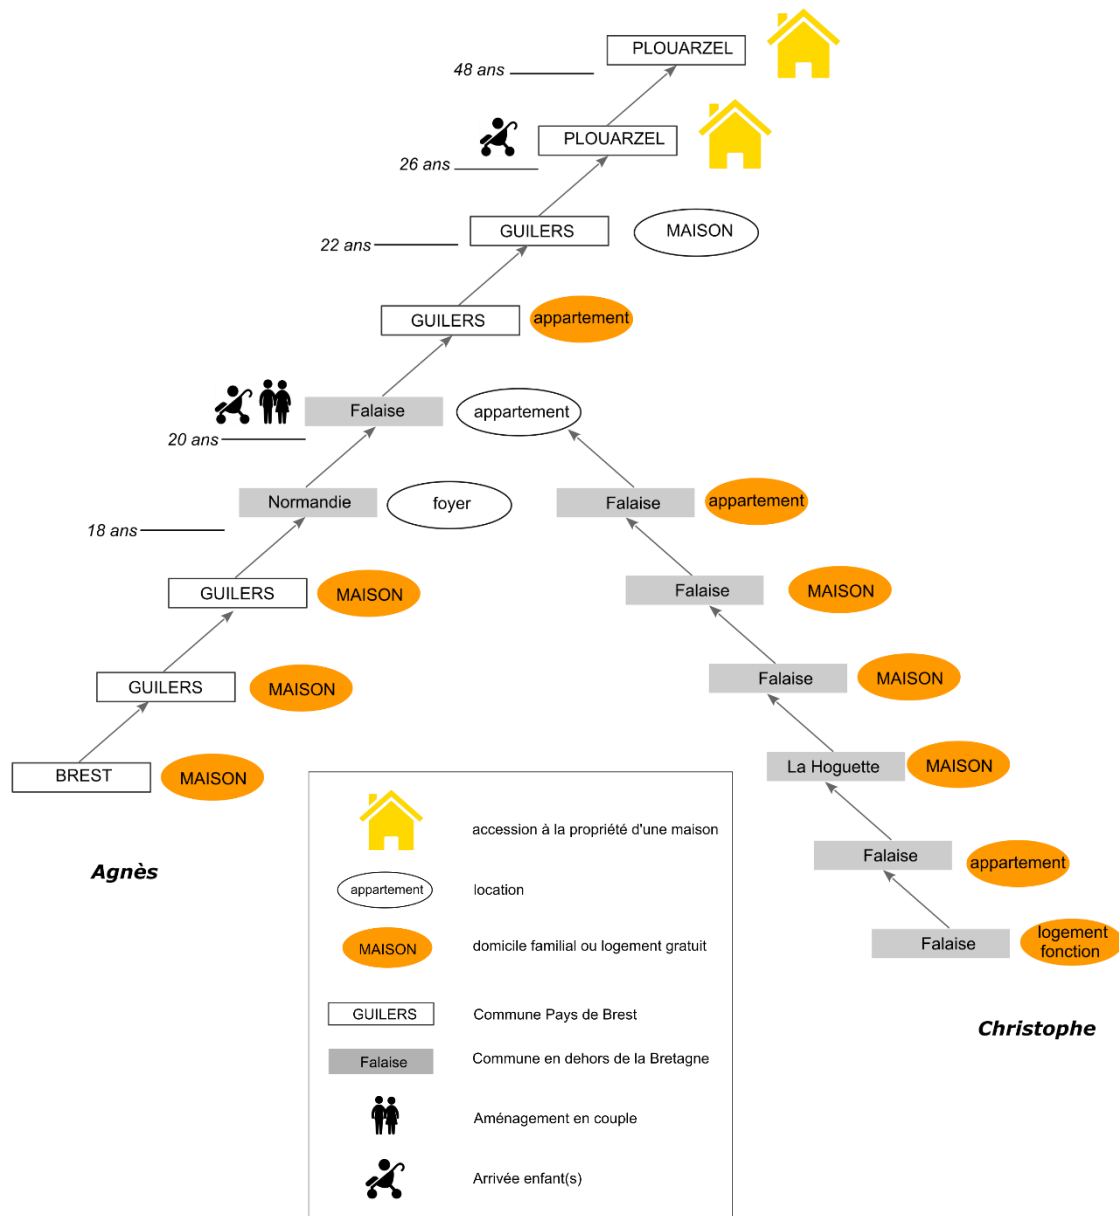 PLOUARZEL
48 ans
PLOUARZEL
26 ans
GUILERS
MAISON
22 ans
GUILERS
appartement
Falaise
appartement
20 ans
Normandie
foyer
Falaise
appartement
18 ans
GUILERS
MAISON
Falaise
MAISON
GUILERS
MAISON
Falaise
MAISON
BREST
MAISON
La Hoguette
MAISON
Agnès
Falaise
appartement
Falaise
logement
fonction
Christophe
accession à la propriété d'une maison
appartement
location
MAISON
domicile familial ou logement gratuit
GUILERS
Commune Pays de Brest
Falaise
Commune en dehors de la Bretagne
Aménagement en couple
Arrivée enfant(s)